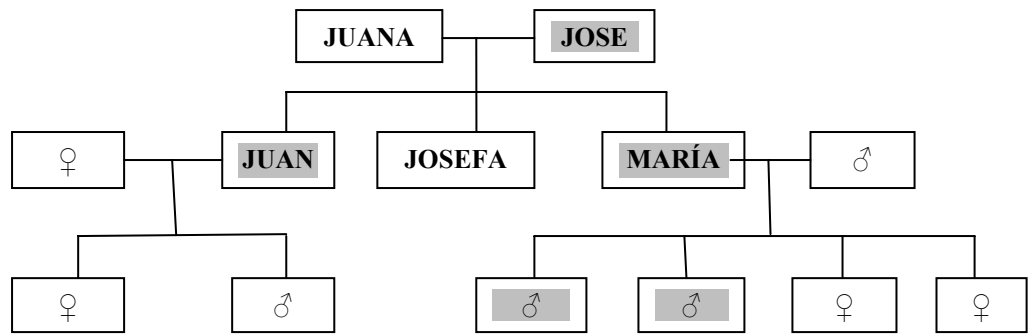 JUANA JOSE
♀ JUAN JOSEFA MARÍA ♂
♀ ♂ ♂ ♂ ♀ ♀